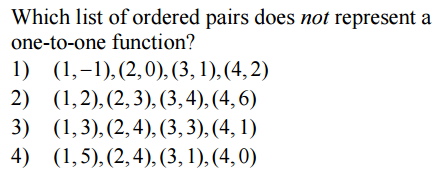 Which list of ordered pairs does not represent a
one-to-one function?
1) (1,−1),(2,0),(3,1),(4,2)
2) (1,2),(2,3),(3,4),(4,6)
3) (1,3),(2,4),(3,3),(4,1)
4) (1,5),(2,4),(3,1),(4,0)